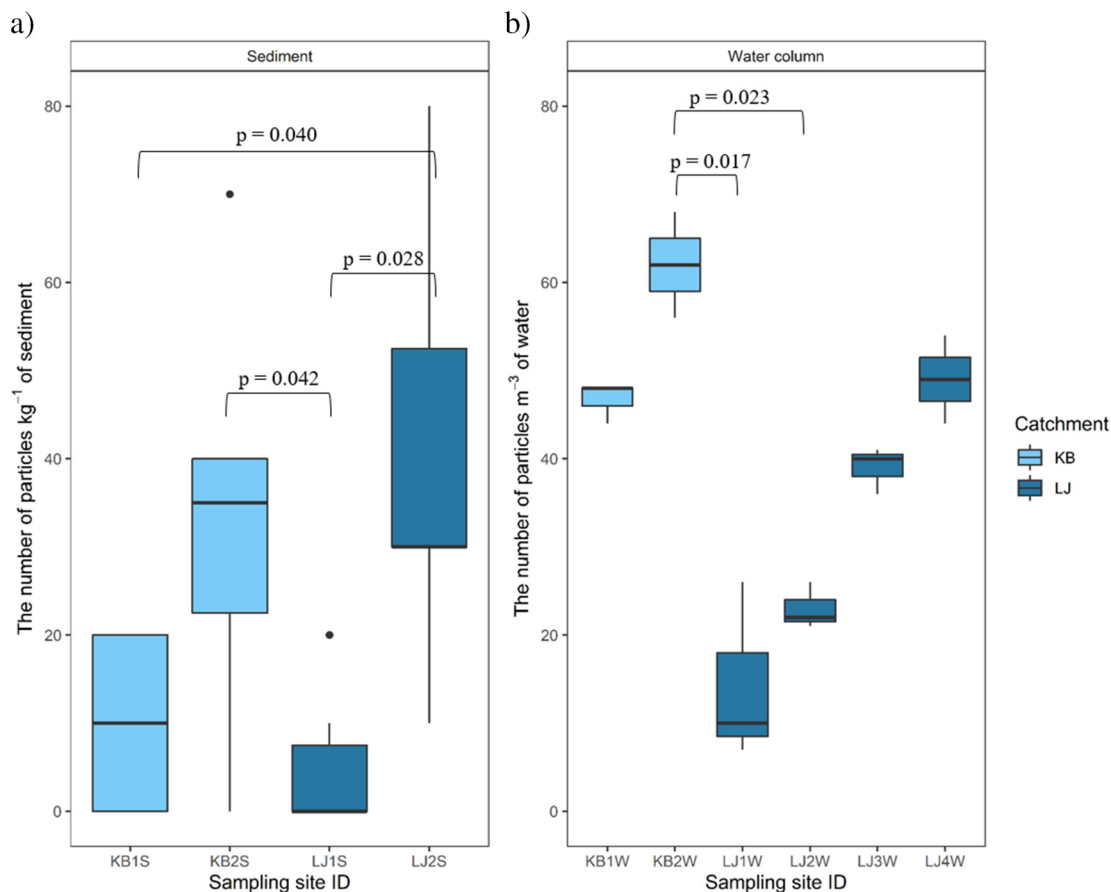 a)
Sediment
The number of particles kg⁻¹ of sediment
80
60
40
20
0
p = 0.040
p = 0.028
p = 0.042
KB1S KB2S LJ1S LJ2S
Sampling site ID
b)
Water column
The number of particles m⁻³ of water
80
60
40
20
0
p = 0.023
p = 0.017
KB1W KB2W LJ1W LJ2W LJ3W LJ4W
Sampling site ID
Catchment
KB
LJ